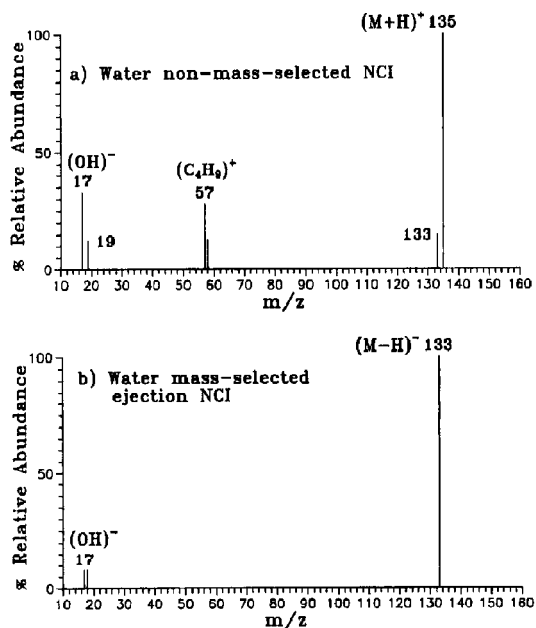 (M+H)+ 135
100
a) Water non-mass-selected NCI
% Relative Abundance
(OH)-
17
19
(C4H9)+
57
133
50
0
10 20 30 40 50 60 70 80 90 100 110 120 130 140 150 160
m/z
(M-H)- 133
100
b) Water mass-selected
ejection NCI
% Relative Abundance
50
(OH)-
17
0
10 20 30 40 50 60 70 80 90 100 110 120 130 140 150 160
m/z